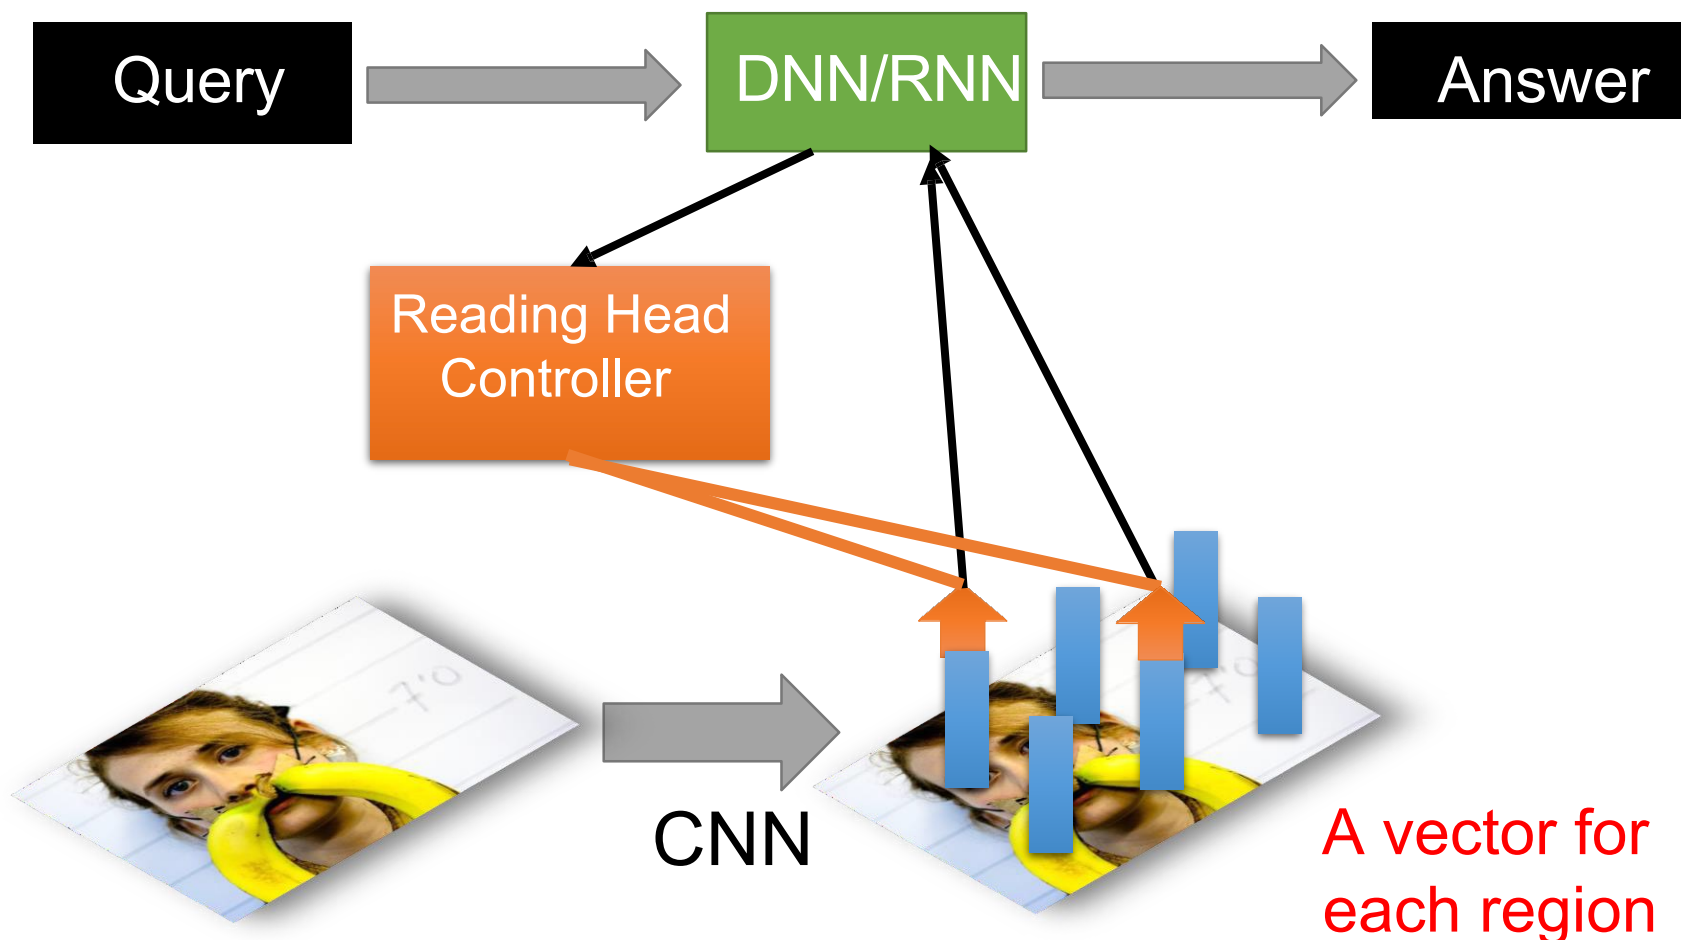 Query
DNN/RNN
Answer
Reading Head
Controller
CNN
A vector for
each region